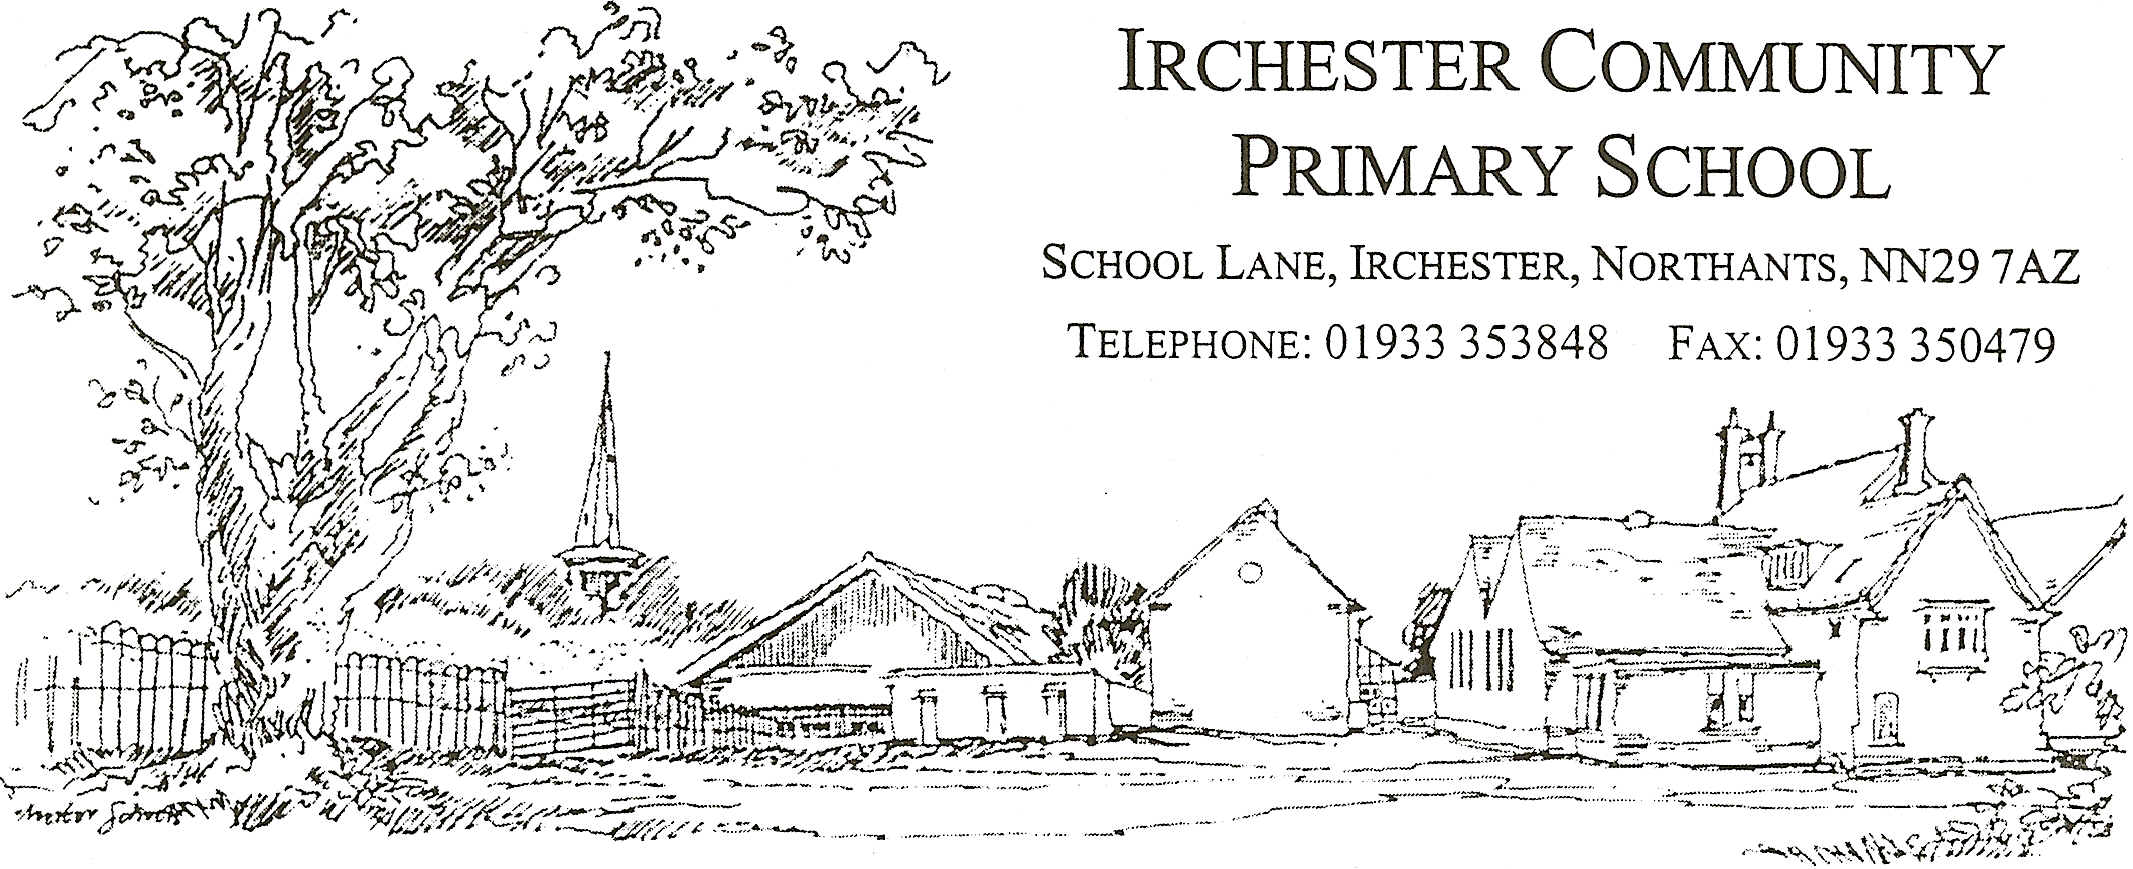 IRCHESTER COMMUNITY
PRIMARY SCHOOL
SCHOOL LANE, IRCHESTER, NORTHANTS, NN29 7AZ
TELEPHONE: 01933 353848 FAX: 01933 350479